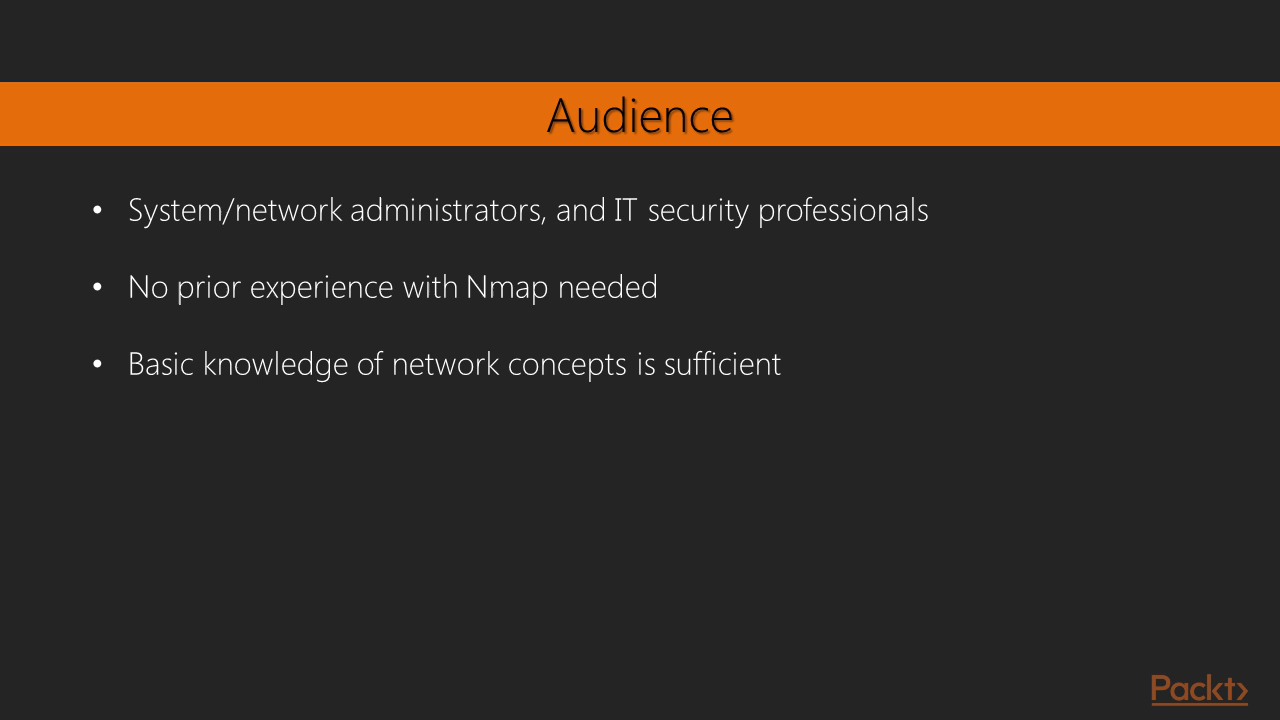 Audience
• System/network administrators, and IT security professionals
• No prior experience with Nmap needed
• Basic knowledge of network concepts is sufficient
Packt>